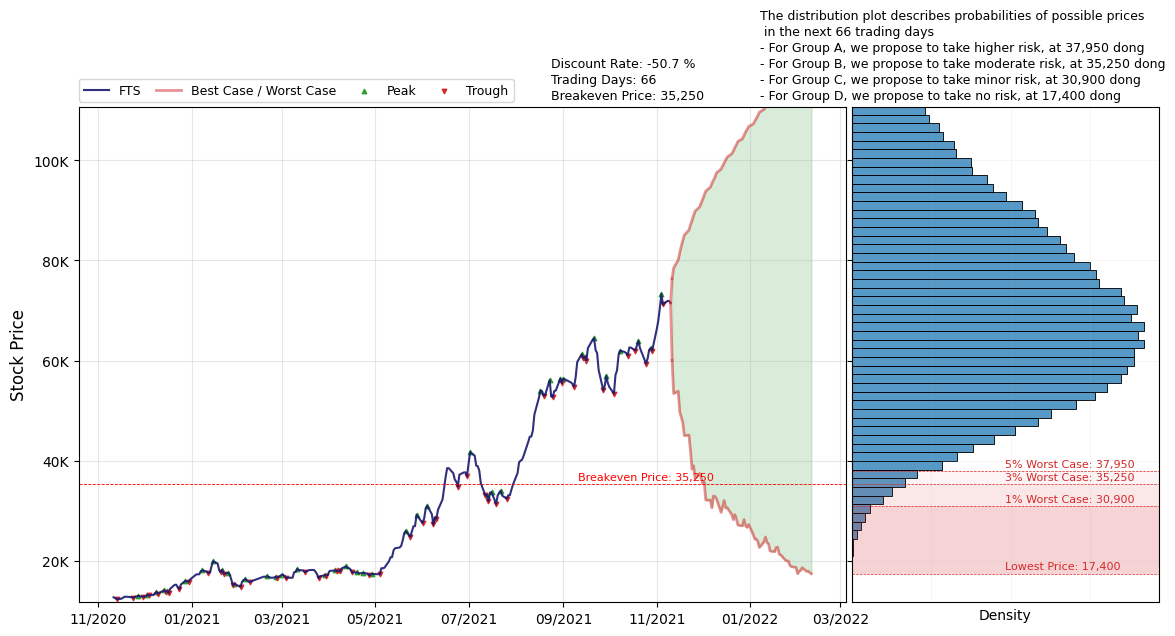 The distribution plot describes probabilities of possible prices
in the next 66 trading days
- For Group A, we propose to take higher risk, at 37,950 dong
- For Group B, we propose to take moderate risk, at 35,250 dong
- For Group C, we propose to take minor risk, at 30,900 dong
- For Group D, we propose to take no risk, at 17,400 dong
Discount Rate: -50.7 %
Trading Days: 66
Breakeven Price: 35,250
FTS
Best Case / Worst Case
Peak
Trough
Stock Price
100K
80K
60K
40K
20K
Breakeven Price: 35,250
5% Worst Case: 37,950
3% Worst Case: 35,250
1% Worst Case: 30,900
Lowest Price: 17,400
11/2020
01/2021
03/2021
05/2021
07/2021
09/2021
11/2021
01/2022
03/2022
Density